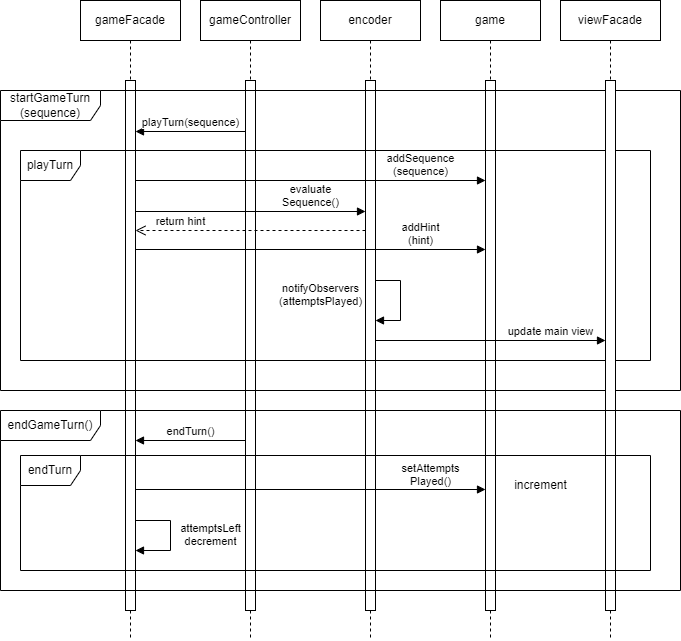 gameFacade
gameController
encoder
game
viewFacade
startGameTurn
(sequence)
playTurn(sequence)
playTurn
addSequence
(sequence)
evaluate
Sequence()
return hint
addHint
(hint)
notifyObservers
(attemptsPlayed)
update main view
endGameTurn()
endTurn()
endTurn
setAttempts
Played()
increment
attemptsLeft
decrement